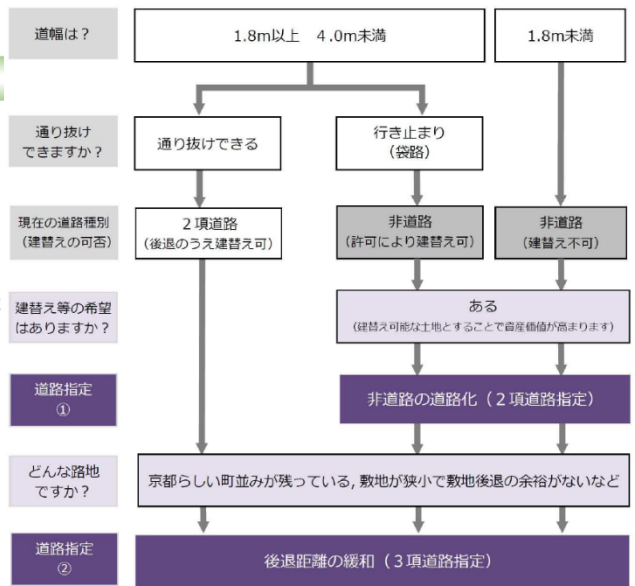 道幅は？
1.8m以上　4.0m未満
1.8m未満
通り抜け
できますか？
通り抜けできる
行き止まり
（袋路）
現在の道路種別
（建替えの可否）
２項道路
（後退のうえ建替え可）
非道路
（許可により建替え可）
非道路
（建替え不可）
建替え等の希望
はありますか？
ある
（建替え可能な土地とすることで資産価値が高まります）
道路指定
①
非道路の道路化（２項道路指定）
どんな路地
ですか？
京都らしい町並みが残っている，敷地が狭小で敷地後退の余裕がないなど
道路指定
②
後退距離の緩和（３項道路指定）